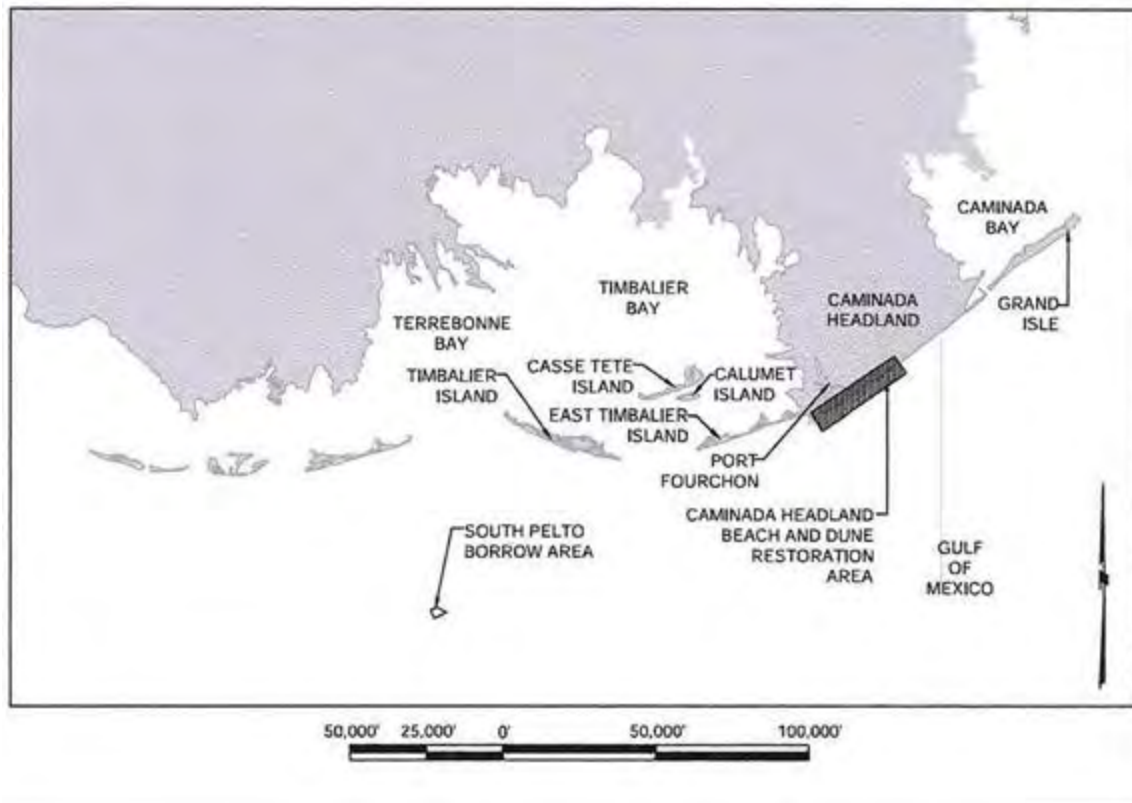 CAMINADA
BAY
GRAND
ISLE
TIMBALIER
BAY
CAMINADA
HEADLAND
TERREBONNE
BAY
TIMBALIER
ISLAND
CASSE TETE
ISLAND
CALUMET
ISLAND
EAST TIMBALIER
ISLAND
PORT
FOURCHON
CAMINADA HEADLAND
BEACH AND DUNE
RESTORATION
AREA
SOUTH PELTO
BORROW AREA
GULF
OF
MEXICO
50,000' 25,000' 0' 50,000' 100,000'